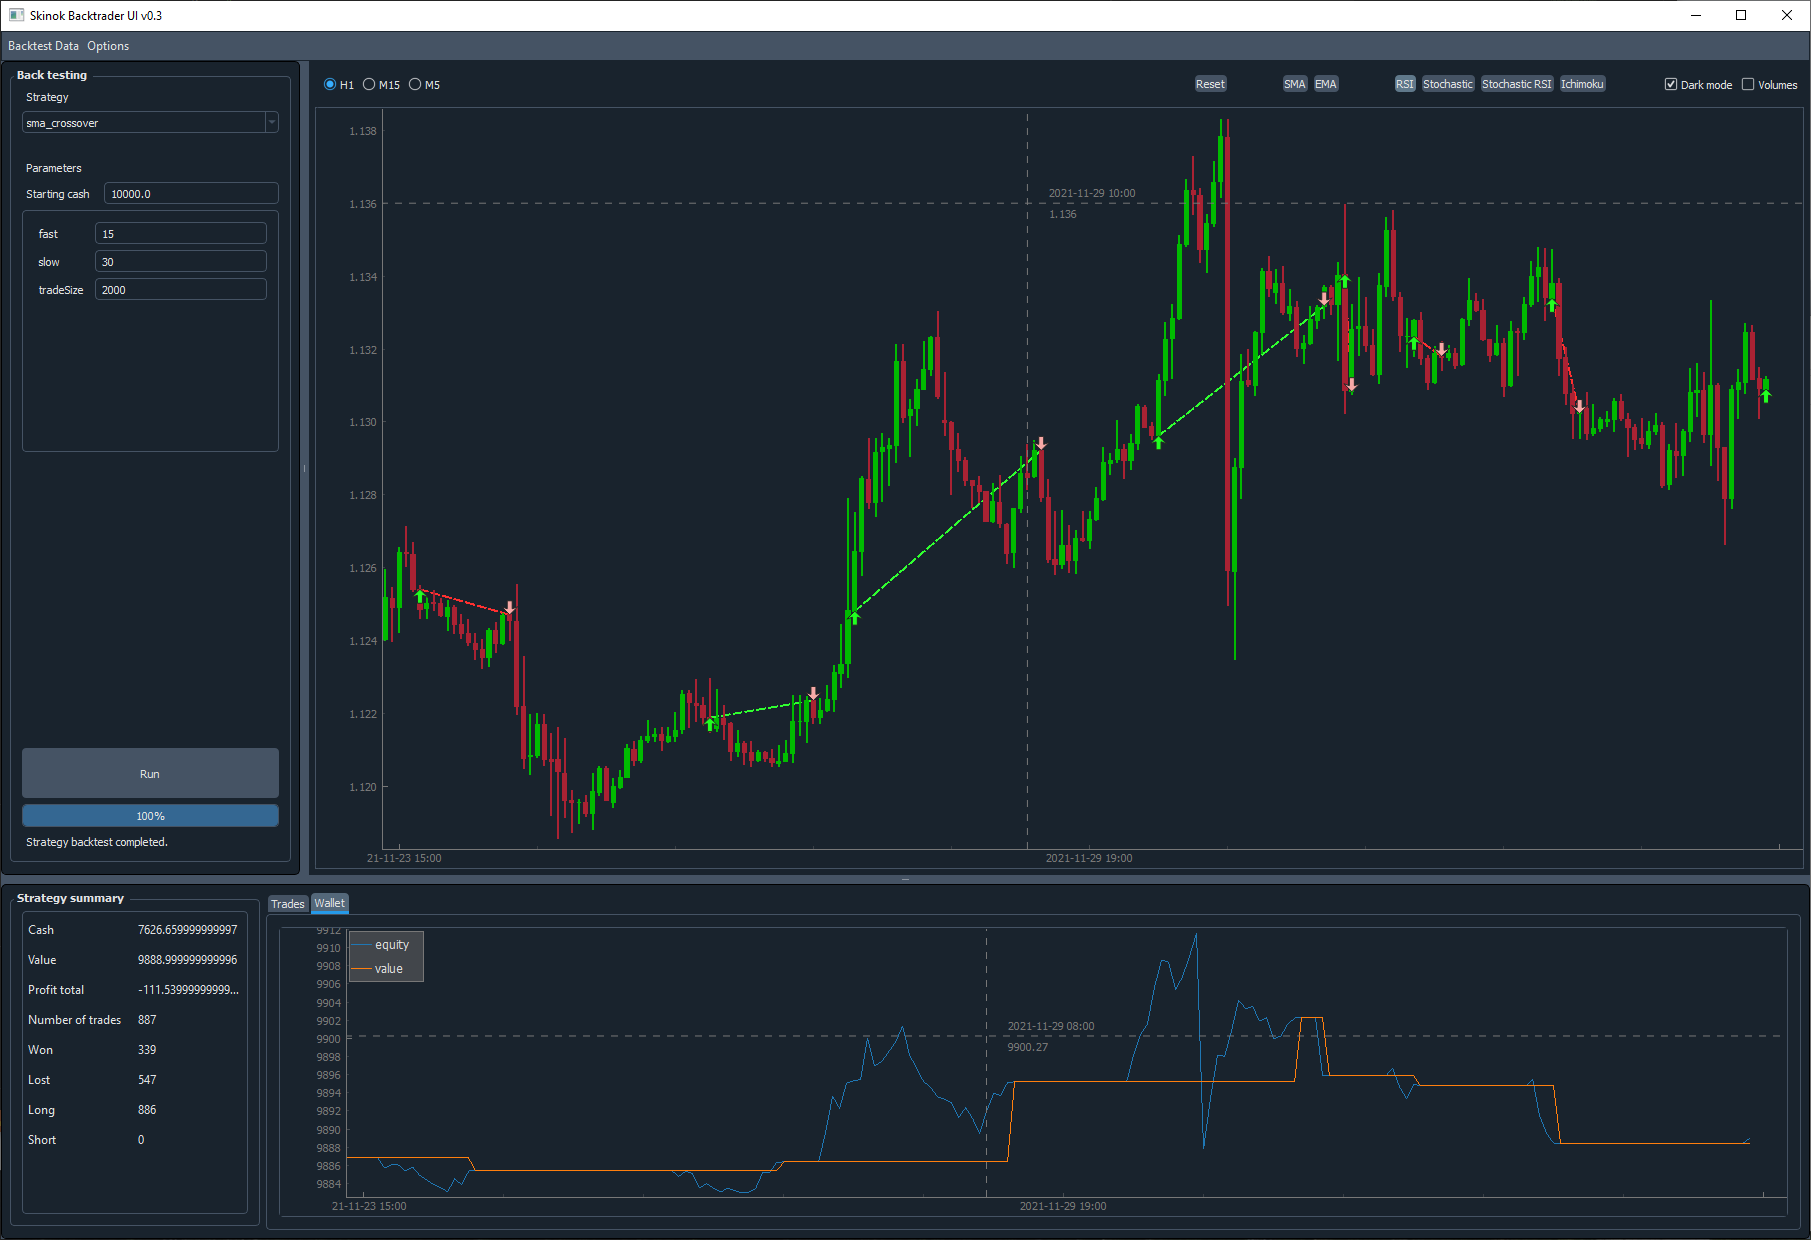 Skinok Backtrader UI v0.3
Backtest Data Options
Back testing
Strategy
sma_crossover
Parameters
Starting cash 10000.0
fast 15
slow 30
tradeSize 2000
Run
100%
Strategy backtest completed.
H1 M15 M5 Reset SMA EMA RSI Stochastic Stochastic RSI Ichimoku Dark mode Volumes
1.138
1.136
1.134
1.132
1.130
1.128
1.126
1.124
1.122
1.120
2021-11-29 10:00
1.136
21-11-23 15:00 2021-11-29 19:00
Strategy summary
Cash 7626.659999999997
Value 9888.999999999996
Profit total -111.53999999999...
Number of trades 887
Won 339
Lost 547
Long 886
Short 0
Trades Wallet
9912
9910
9908
9906
9904
9902
9900
9898
9896
9894
9892
9890
9888
9886
9884
equity
value
2021-11-29 08:00
9900.27
21-11-23 15:00 2021-11-29 19:00